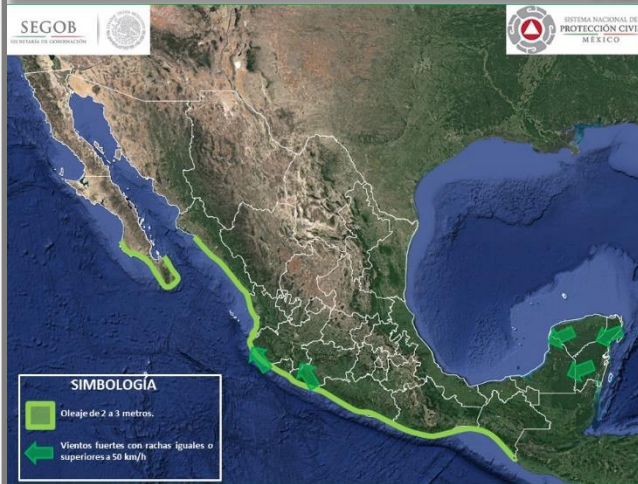 SEGOB
SECRETARÍA DE GOBERNACIÓN
SISTEMA NACIONAL DE
PROTECCIÓN CIVI
MÉXICO
SIMBOLOGÍA
Oleaje de 2 a 3 metros.
Vientos fuertes con rachas iguales o
superiores a 50 km/h